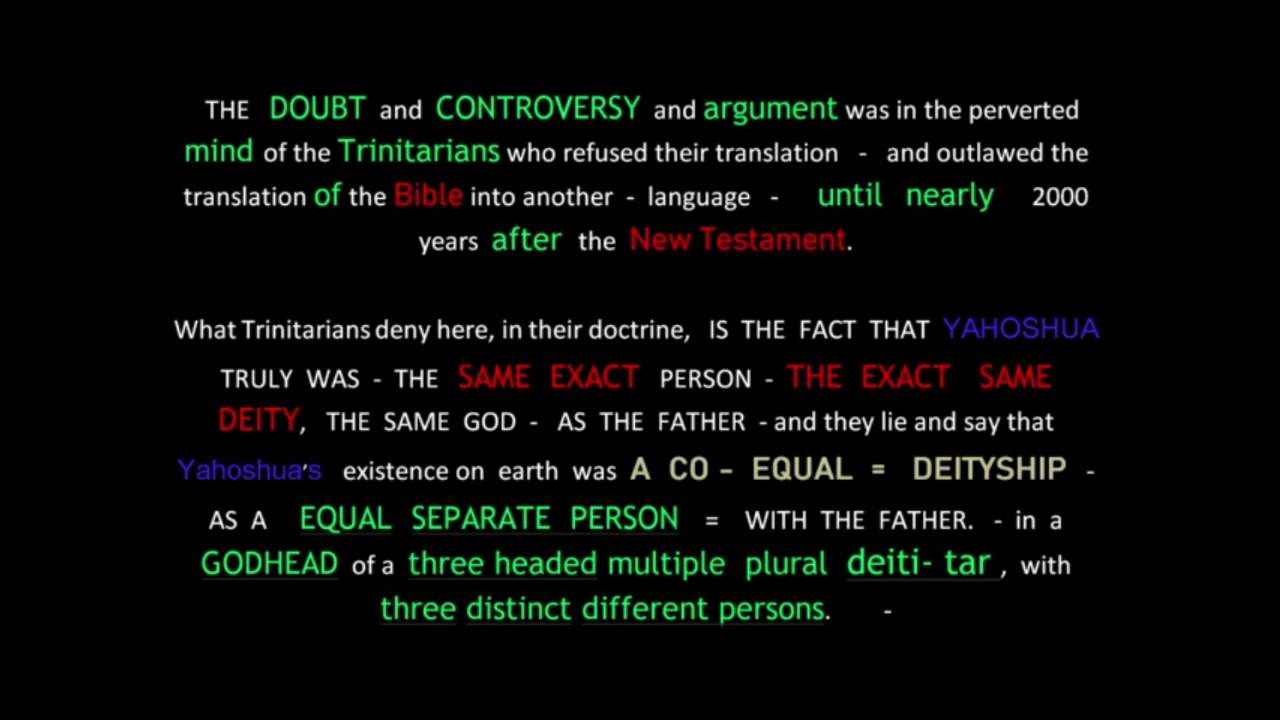 THE DOUBT and CONTROVERSY and argument was in the perverted
mind of the Trinitarians who refused their translation - and outlawed the
translation of the Bible into another - language - until nearly 2000
years after the New Testament.
What Trinitarians deny here, in their doctrine, IS THE FACT THAT YAHOSHUA
TRULY WAS - THE SAME EXACT PERSON - THE EXACT SAME
DEITY, THE SAME GOD - AS THE FATHER - and they lie and say that
Yahoshua's existence on earth was A CO - EQUAL = DEITYSHIP -
AS A EQUAL SEPARATE PERSON = WITH THE FATHER. - in a
GODHEAD of a three headed multiple plural deiti- tar , with
three distinct different persons. -